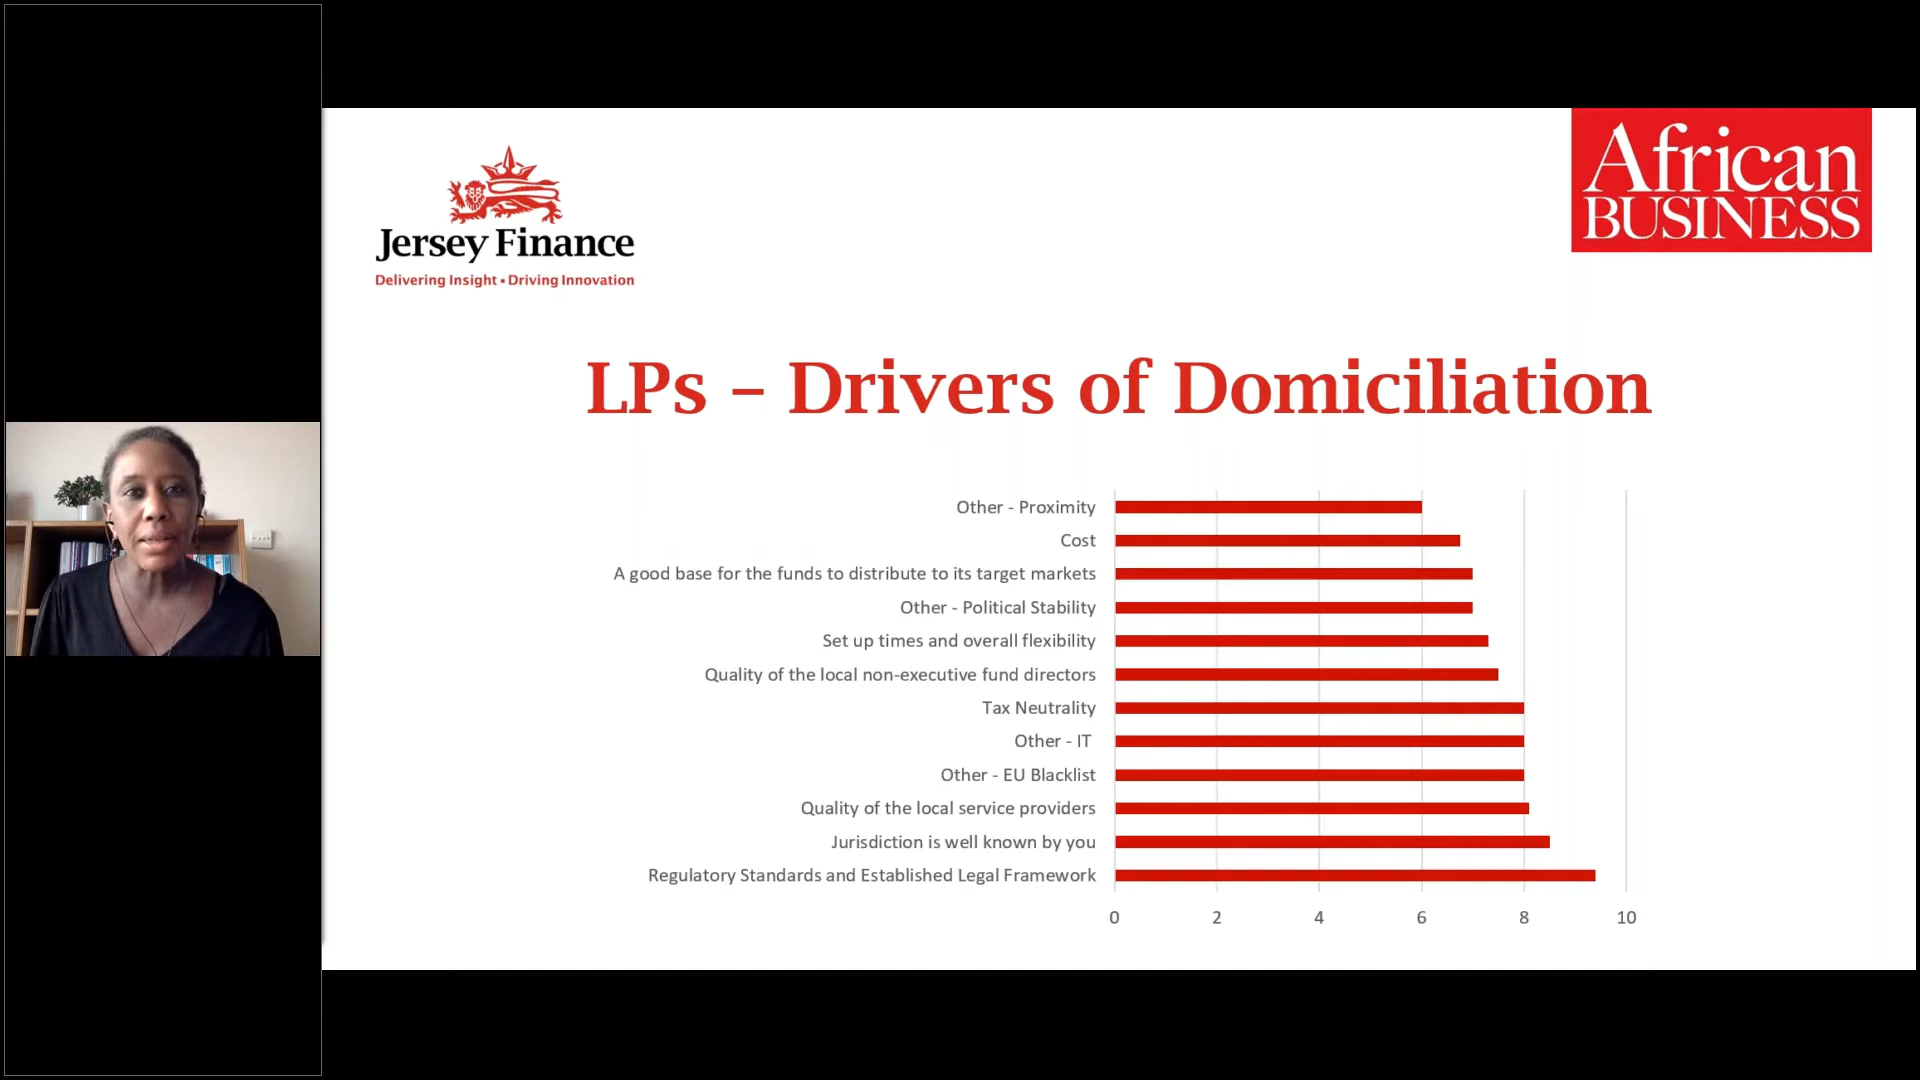 Jersey Finance
Delivering Insight • Driving Innovation
African
BUSINESS
LPs – Drivers of Domiciliation
Other - Proximity
Cost
A good base for the funds to distribute to its target markets
Other - Political Stability
Set up times and overall flexibility
Quality of the local non-executive fund directors
Tax Neutrality
Other - IT
Other - EU Blacklist
Quality of the local service providers
Jurisdiction is well known by you
Regulatory Standards and Established Legal Framework
0 2 4 6 8 10